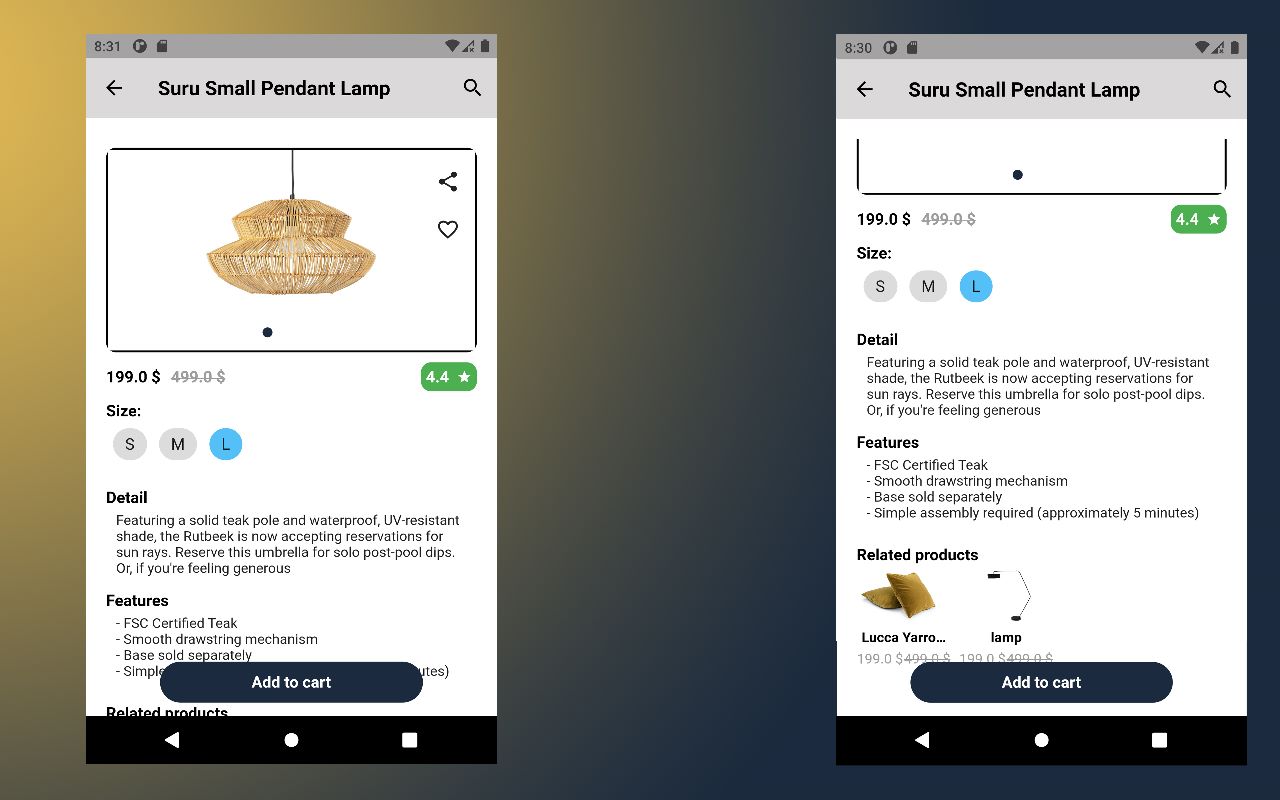 8:31
Suru Small Pendant Lamp
199.0 $ 499.0 $
4.4
Size:
S M L
Detail
Featuring a solid teak pole and waterproof, UV-resistant
shade, the Rutbeek is now accepting reservations for
sun rays. Reserve this umbrella for solo post-pool dips.
Or, if you're feeling generous
Features
- FSC Certified Teak
- Smooth drawstring mechanism
- Base sold separately
- Simple utes)
Add to cart
Related products
8:30
Suru Small Pendant Lamp
199.0 $ 499.0 $
4.4
Size:
S M L
Detail
Featuring a solid teak pole and waterproof, UV-resistant
shade, the Rutbeek is now accepting reservations for
sun rays. Reserve this umbrella for solo post-pool dips.
Or, if you're feeling generous
Features
- FSC Certified Teak
- Smooth drawstring mechanism
- Base sold separately
- Simple assembly required (approximately 5 minutes)
Related products
Lucca Yarro... lamp
199.0 $ 499.0 $ 199.0 $ 499.0 $
Add to cart